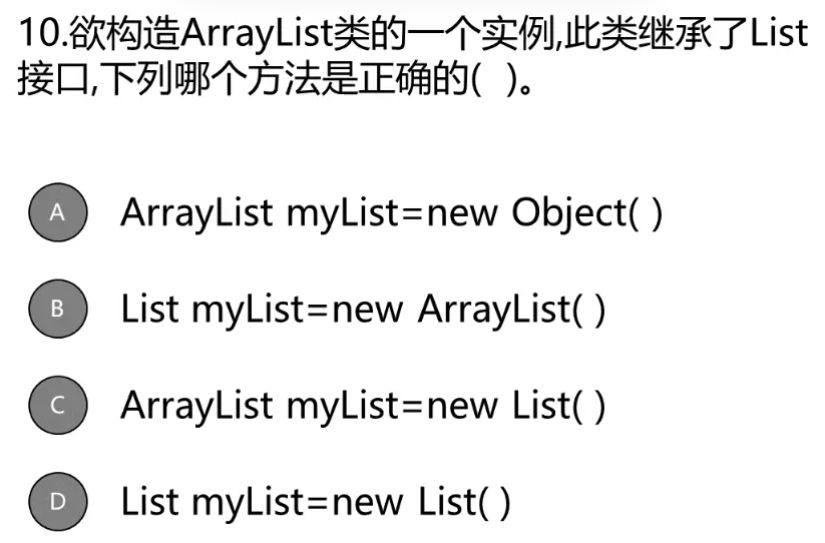 10.欲构造ArrayList类的一个实例,此类继承了List
接口,下列哪个方法是正确的( )。
A ArrayList myList=new Object( )
B List myList=new ArrayList( )
C ArrayList myList=new List( )
D List myList=new List( )